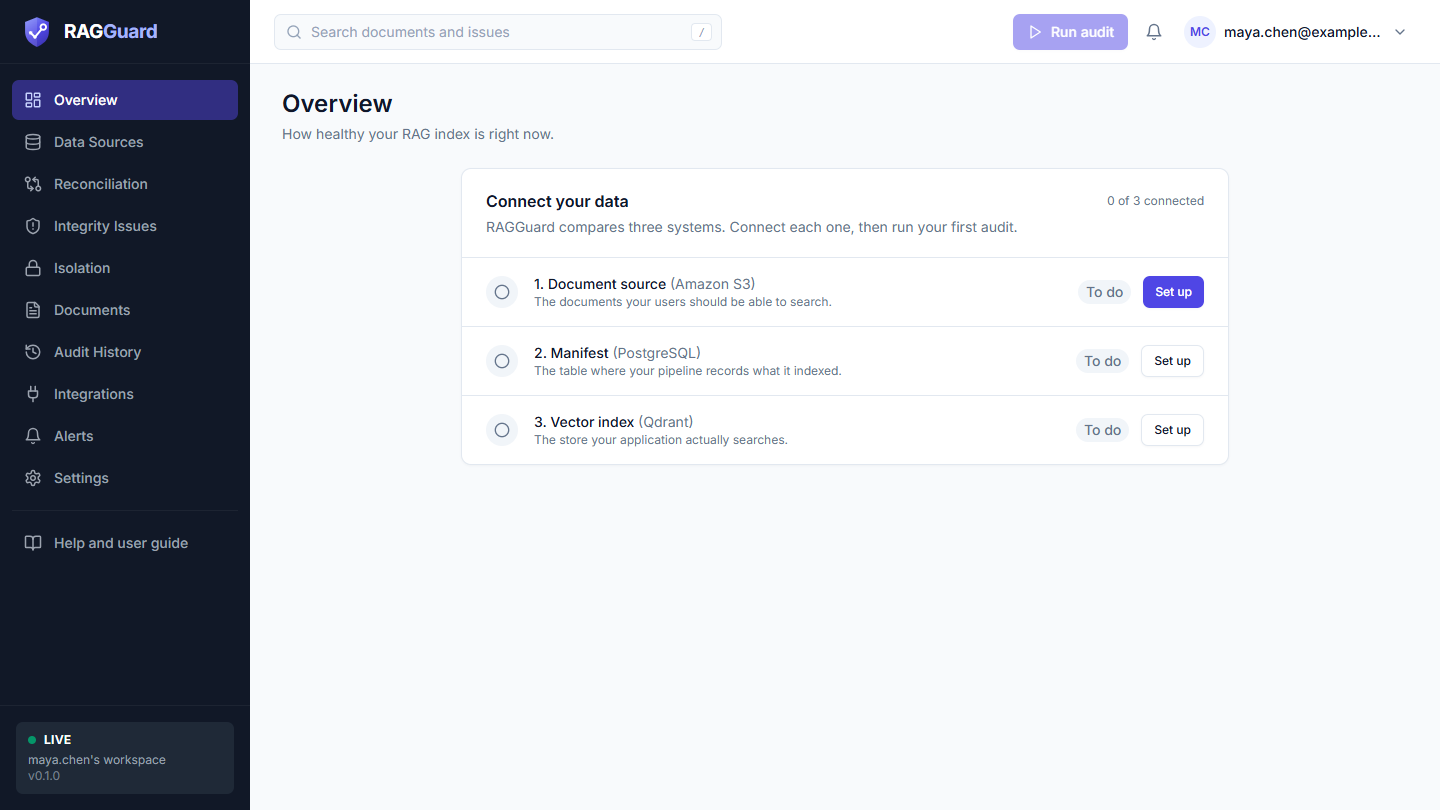 RAGGuard
Search documents and issues
/
Run audit
MC
maya.chen@example...
Overview
Data Sources
Reconciliation
Integrity Issues
Isolation
Documents
Audit History
Integrations
Alerts
Settings
Help and user guide
LIVE
maya.chen's workspace
v0.1.0
Overview
How healthy your RAG index is right now.
Connect your data
0 of 3 connected
RAGGuard compares three systems. Connect each one, then run your first audit.
1. Document source (Amazon S3)
The documents your users should be able to search.
To do
Set up
2. Manifest (PostgreSQL)
The table where your pipeline records what it indexed.
To do
Set up
3. Vector index (Qdrant)
The store your application actually searches.
To do
Set up